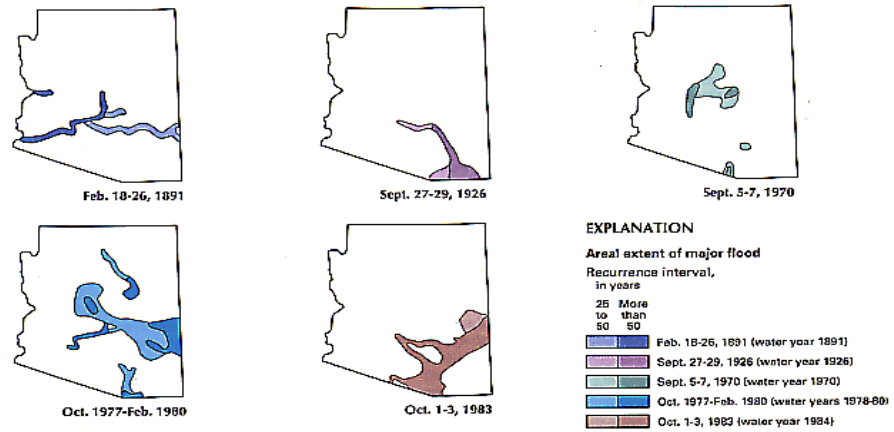 Feb. 18-26, 1891
Sept. 27-29, 1926
Sept. 5-7, 1970
Oct. 1977-Feb. 1980
Oct. 1-3, 1983
EXPLANATION
Areal extent of major flood
Recurrence interval,
in years
25 More
to than
50 50
Feb. 18-26, 1891 (water year 1891)
Sept. 27-29, 1926 (water year 1926)
Sept. 5-7, 1970 (water year 1970)
Oct. 1977-Feb. 1980 (water years 1978-80)
Oct. 1-3, 1983 (water year 1984)